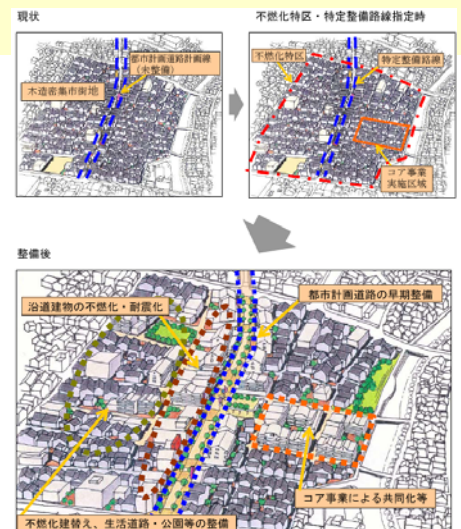 現状
都市計画道路計画線
(未整備)
木造密集市街地
不燃化特区・特定整備路線指定時
不燃化特区
特定整備路線
コア事業
実施区域
整備後
沿道建物の不燃化・耐震化
都市計画道路の早期整備
コア事業による共同化等
不燃化建替え、生活道路・公園等の整備